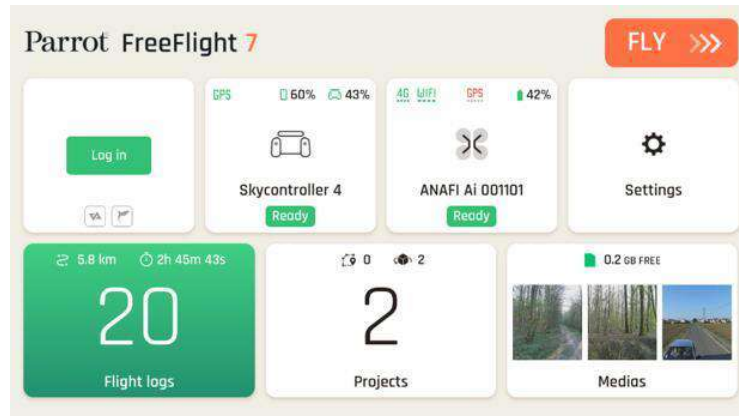 Parrot FreeFlight 7
FLY
Log in
GPS 60% 43%
Skycontroller 4
Ready
4G WIFI GPS 42%
ANAFI Ai 001101
Ready
Settings
5.8 km 2h 45m 43s
20
Flight logs
0 2
2
Projects
0.2 GB FREE
Medias